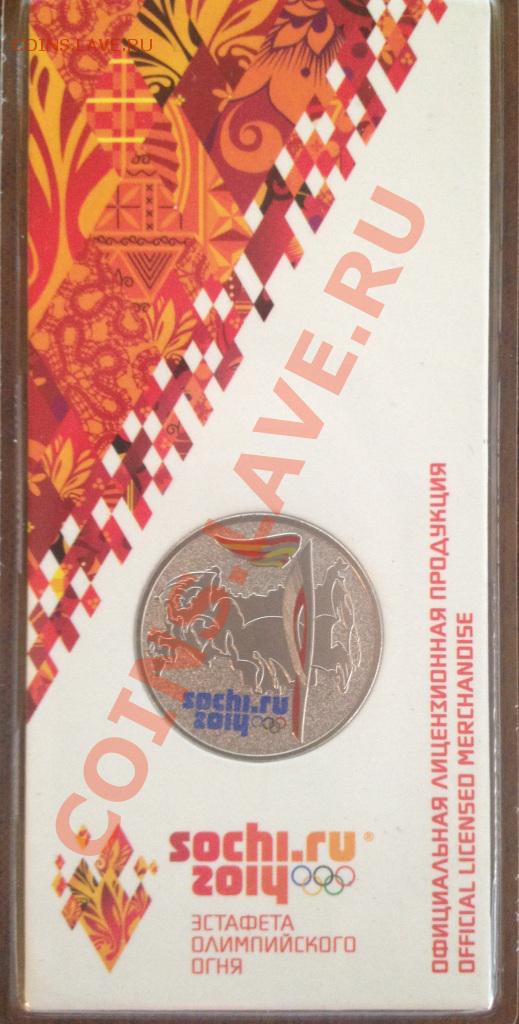 COINS.LAVE.RU
COINS.LAVE.RU
sochi.ru
2014
sochi.ru®
2014
ЭСТАФЕТА
ОЛИМПИЙСКОГО
ОГНЯ
ОФИЦИАЛЬНАЯ ЛИЦЕНЗИОННАЯ ПРОДУКЦИЯ
OFFICIAL LICENSED MERCHANDISE